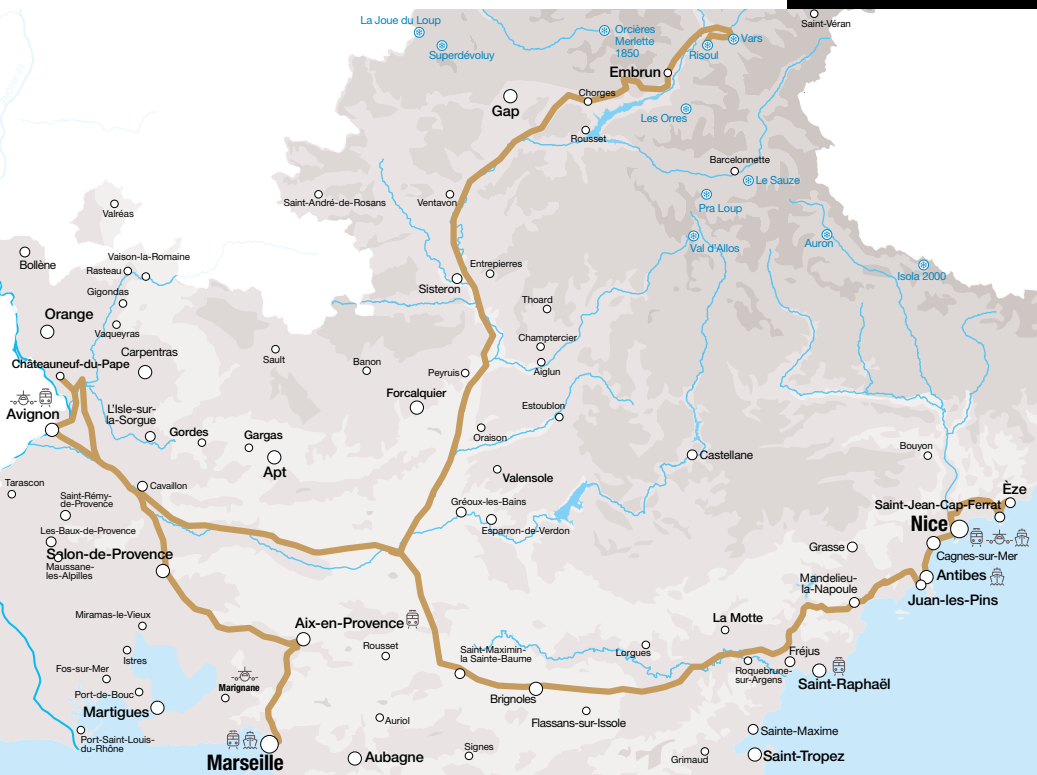 La Joue du Loup
Superdévoluy
Orcières
Merlette
1850
Vars
Risoul
Saint-Véran
Embrun
Chorges
Gap
Rousset
Les Orres
Barcelonnette
Le Sauze
Pra Loup
Saint-André-de-Rosans
Ventavon
Valréas
Val d'Allos
Auron
Isola 2000
Bollène
Vaison-la-Romaine
Rasteau
Gigondas
Entrepierres
Sisteron
Thoard
Orange
Vaqueyras
Carpentras
Sault
Banon
Champtercier
Aiglun
Peyruis
Châteauneuf-du-Pape
Forcalquier
Avignon
L'Isle-sur-
la-Sorgue
Gordes
Gargas
Apt
Estoublon
Oraison
Bouyon
Castellane
Valensole
Tarascon
Cavaillon
Saint-Rémy-
de-Provence
Gréoux-les-Bains
Esparron-de-Verdon
Èze
Saint-Jean-Cap-Ferrat
Nice
Les-Baux-de-Provence
Salon-de-Provence
Maussane-
les-Alpilles
Grasse
Cagnes-sur-Mer
Antibes
Mandelieu-
la-Napoule
Juan-les-Pins
Miramas-le-Vieux
Aix-en-Provence
La Motte
Rousset
Saint-Maximin-
la Sainte-Baume
Lorgues
Istres
Fos-sur-Mer
Fréjus
Roquebrune-
sur-Argens
Saint-Raphaël
Marignane
Port-de-Bouc
Martigues
Brignoles
Flassans-sur-Issole
Auriol
Port-Saint-Louis-
du-Rhône
Marseille
Aubagne
Signes
Grimaud
Sainte-Maxime
Saint-Tropez